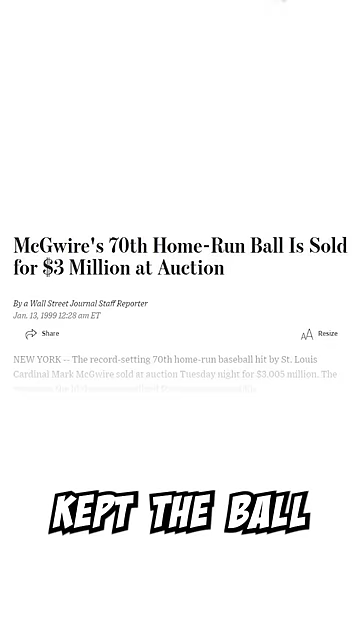 McGwire's 70th Home-Run Ball Is Sold
for $3 Million at Auction
By a Wall Street Journal Staff Reporter
Jan. 13, 1999 12:28 am ET
Share
Resize
NEW YORK -- The record-setting 70th home-run baseball hit by St. Louis
Cardinal Mark McGwire sold at auction Tuesday night for $3.005 million. The
KEPT THE BALL